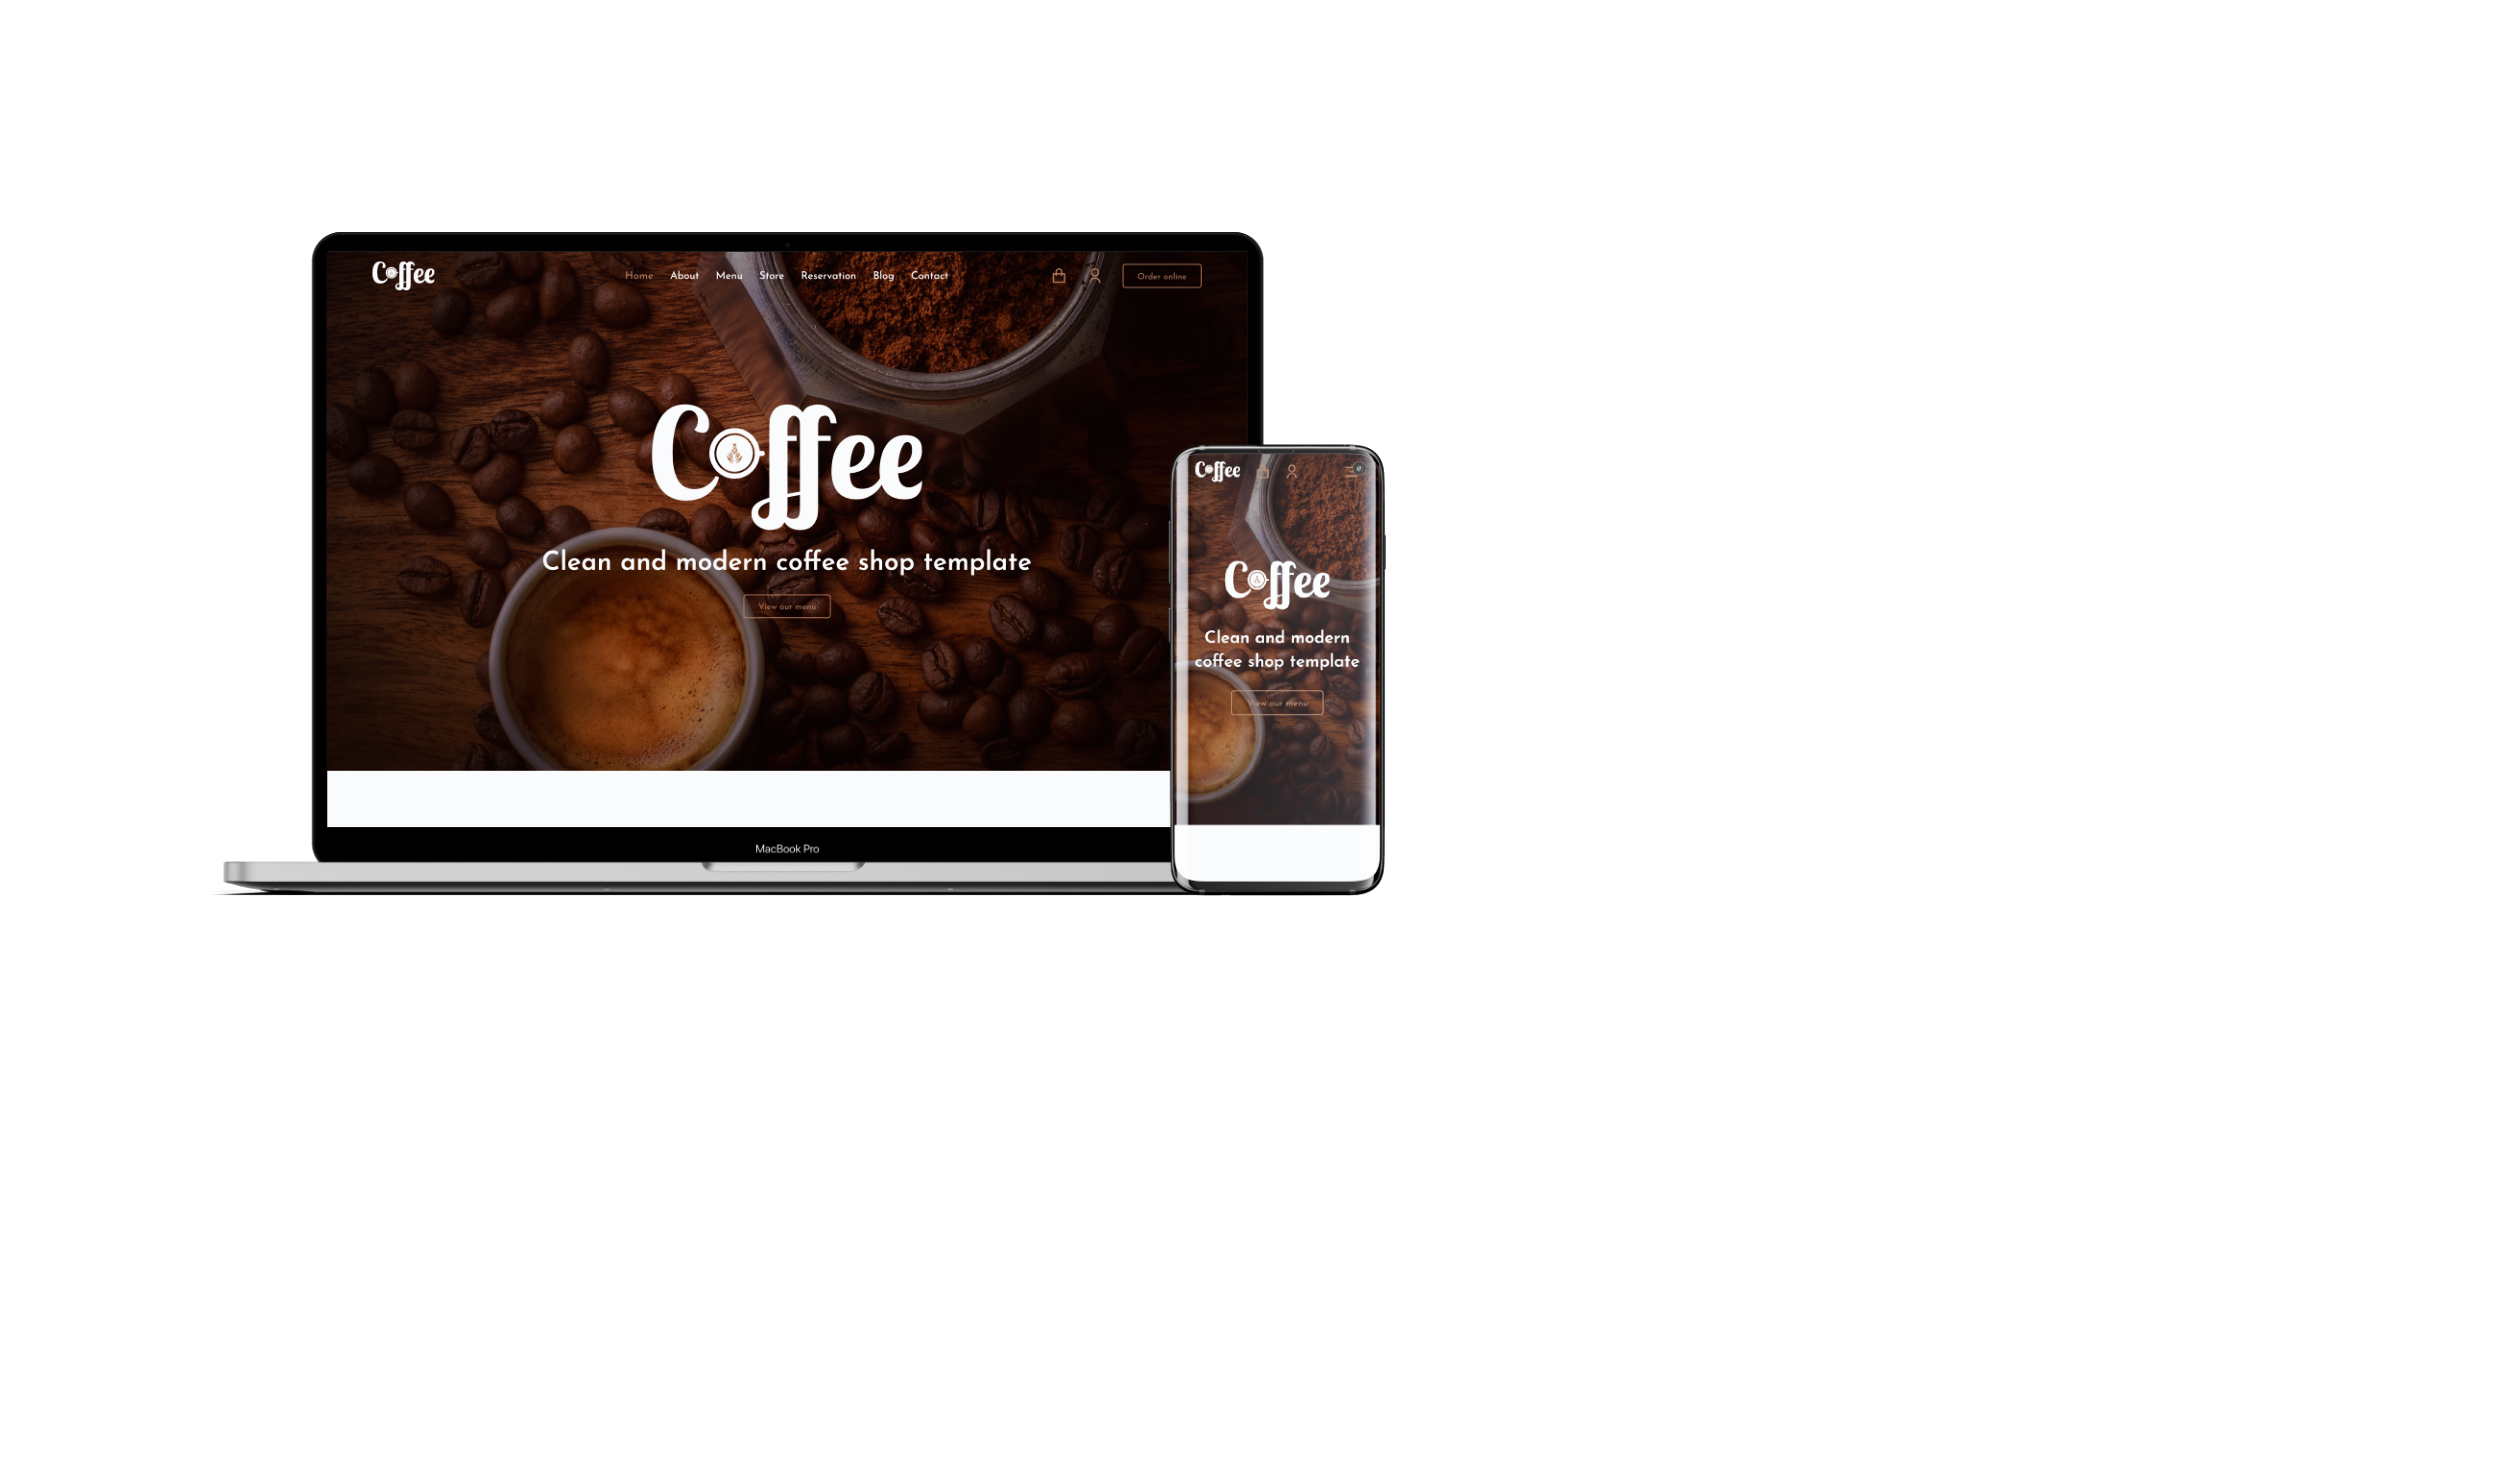 Coffee
Home About Menu Store Reservation Blog Contact
Order online
Coffee
Clean and modern coffee shop template
View our menu
MacBook Pro
Coffee
Coffee
Clean and modern
coffee shop template
View our menu